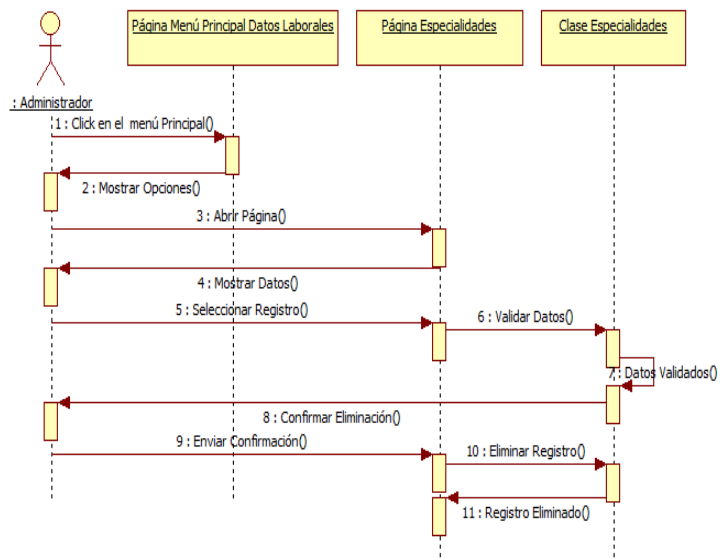 Página Menú Principal Datos Laborales
Página Especialidades
Clase Especialidades
: Administrador
1 : Click en el menú Principal()
2 : Mostrar Opciones()
3 : Abrir Página()
4 : Mostrar Datos()
5 : Seleccionar Registro()
6 : Validar Datos()
7 : Datos Validados()
8 : Confirmar Eliminación()
9 : Enviar Confirmación()
10 : Eliminar Registro()
11 : Registro Eliminado()